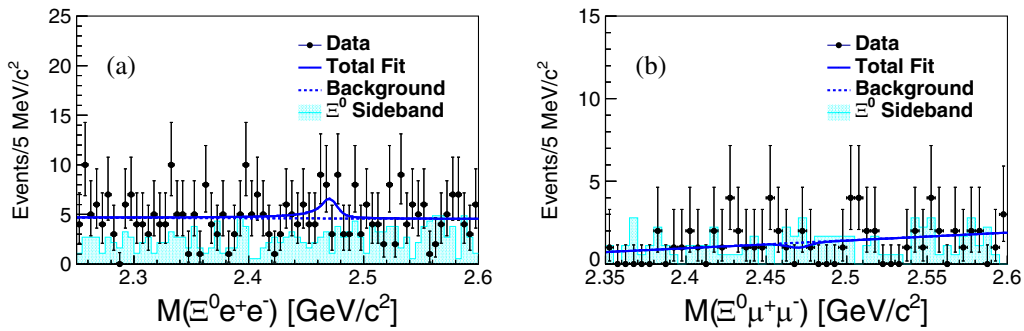 Events/5 MeV/c²
25
20
15
10
5
0
(a)
Data
Total Fit
Background
Ξ⁰ Sideband
2.3
2.4
2.5
2.6
M(Ξ⁰e⁺e⁻) [GeV/c²]
Events/5 MeV/c²
15
10
5
0
(b)
Data
Total Fit
Background
Ξ⁰ Sideband
2.35
2.4
2.45
2.5
2.55
2.6
M(Ξ⁰μ⁺μ⁻) [GeV/c²]